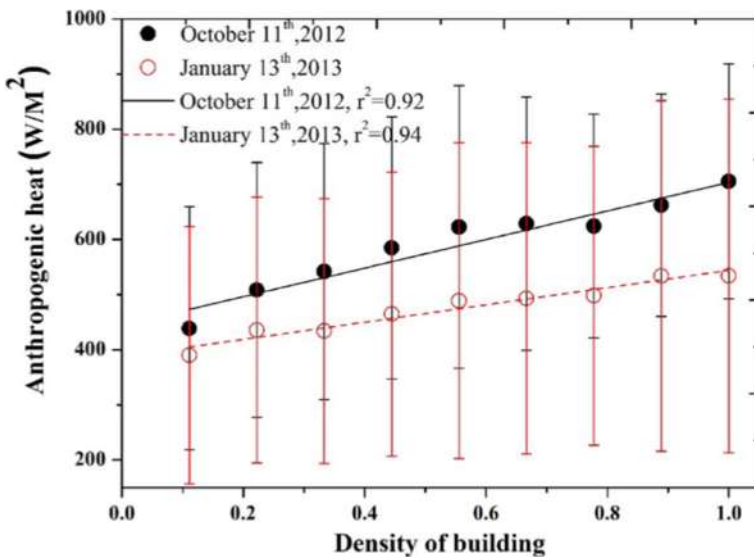 1000
800
600
400
200
Anthropogenic heat (W/M²)
October 11ᵗʰ,2012
January 13ᵗʰ,2013
October 11ᵗʰ,2012, r²=0.92
January 13ᵗʰ,2013, r²=0.94
0.0 0.2 0.4 0.6 0.8 1.0
Density of building